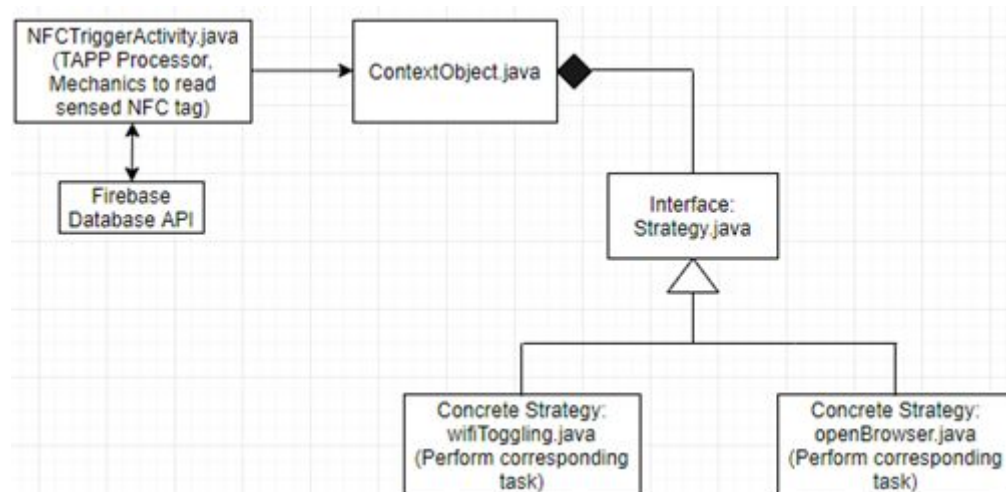 NFCTriggerActivity.java
(TAPP Processor,
Mechanics to read
sensed NFC tag)
ContextObject.java
Firebase
Database API
Interface:
Strategy.java
Concrete Strategy:
wifiToggling.java
(Perform corresponding
task)
Concrete Strategy:
openBrowser.java
(Perform corresponding
task)